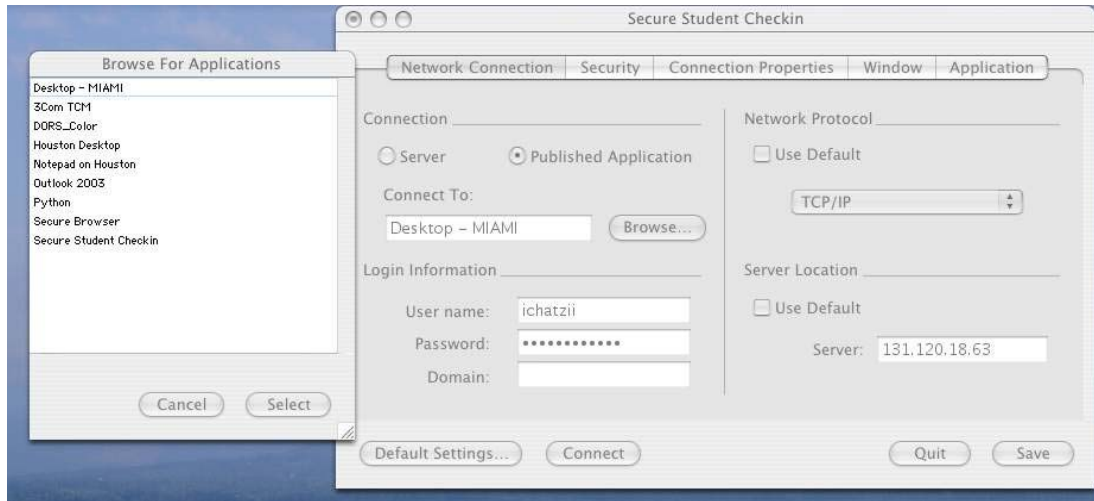 Browse For Applications
Desktop - MIAMI
3Com TCM
DORS_Color
Houston Desktop
Notepad on Houston
Outlook 2003
Python
Secure Browser
Secure Student Checkin
Cancel Select
Secure Student Checkin
Network Connection Security Connection Properties Window Application
Connection
Server Published Application
Connect To:
Desktop - MIAMI Browse...
Login Information
User name: ichatzii
Password: ••••••••••••
Domain:
Network Protocol
Use Default
TCP/IP
Server Location
Use Default
Server: 131.120.18.63
Default Settings... Connect Quit Save